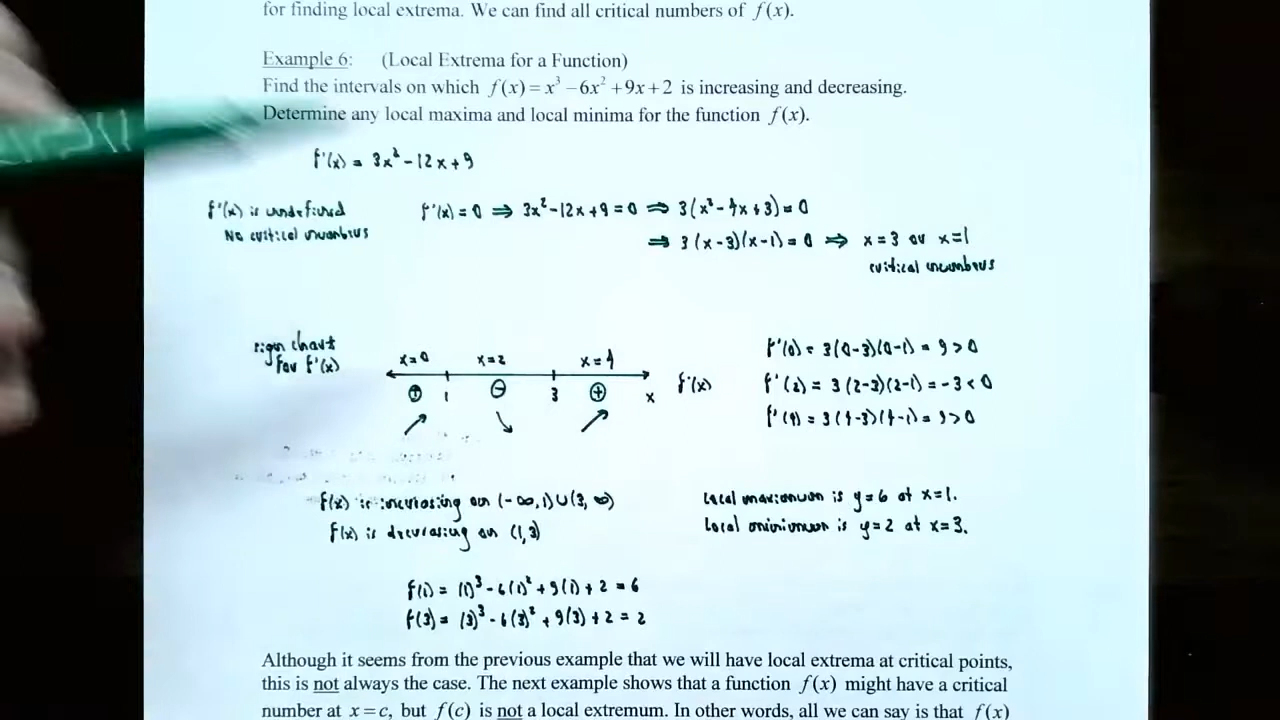 for finding local extrema. We can find all critical numbers of f(x).
Example 6: (Local Extrema for a Function)
Find the intervals on which f(x) = x³ − 6x² + 9x + 2 is increasing and decreasing.
Determine any local maxima and local minima for the function f(x).
f'(x) = 3x² − 12x + 9
f'(x) is undefined f'(x) = 0 ⇒ 3x² − 12x + 9 = 0 ⇒ 3(x² − 4x + 3) = 0
No critical numbers ⇒ 3(x−3)(x−1) = 0 ⇒ x = 3 or x = 1
critical numbers
sign chart
for f'(x)
x=0 x=2 x=4
⊕ 1 ⊖ 3 ⊕ x f'(x)
↗ ↘ ↗
f'(0) = 3(0−3)(0−1) = 9 > 0
f'(2) = 3(2−3)(2−1) = −3 < 0
f'(4) = 3(4−3)(4−1) = 9 > 0
f(x) is increasing on (−∞,1)∪(3,∞)
f(x) is decreasing on (1,3)
Local maximum is y=6 at x=1.
Local minimum is y=2 at x=3.
f(1) = (1)³ − 6(1)² + 9(1) + 2 = 6
f(3) = (3)³ − 6(3)² + 9(3) + 2 = 2
Although it seems from the previous example that we will have local extrema at critical points,
this is not always the case. The next example shows that a function f(x) might have a critical
number at x = c, but f(c) is not a local extremum. In other words, all we can say is that f(x)